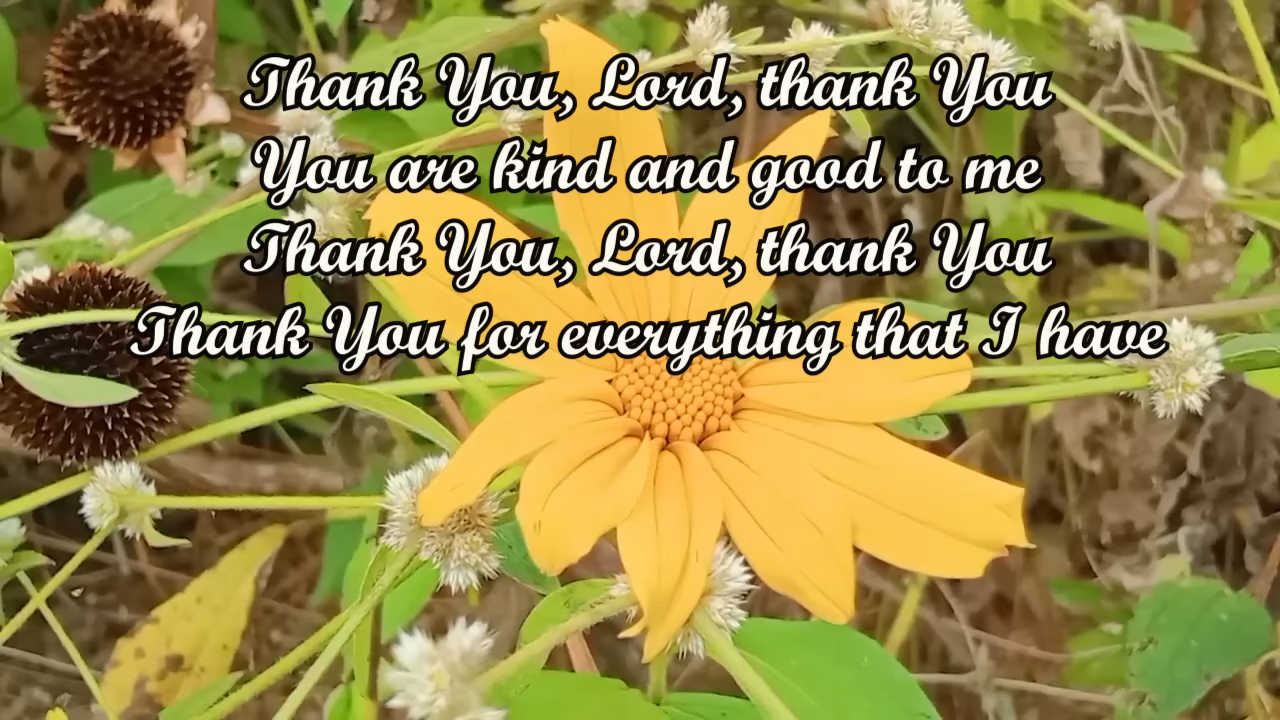 Thank You, Lord, thank You
You are kind and good to me
Thank You, Lord, thank You
Thank You for everything that I have